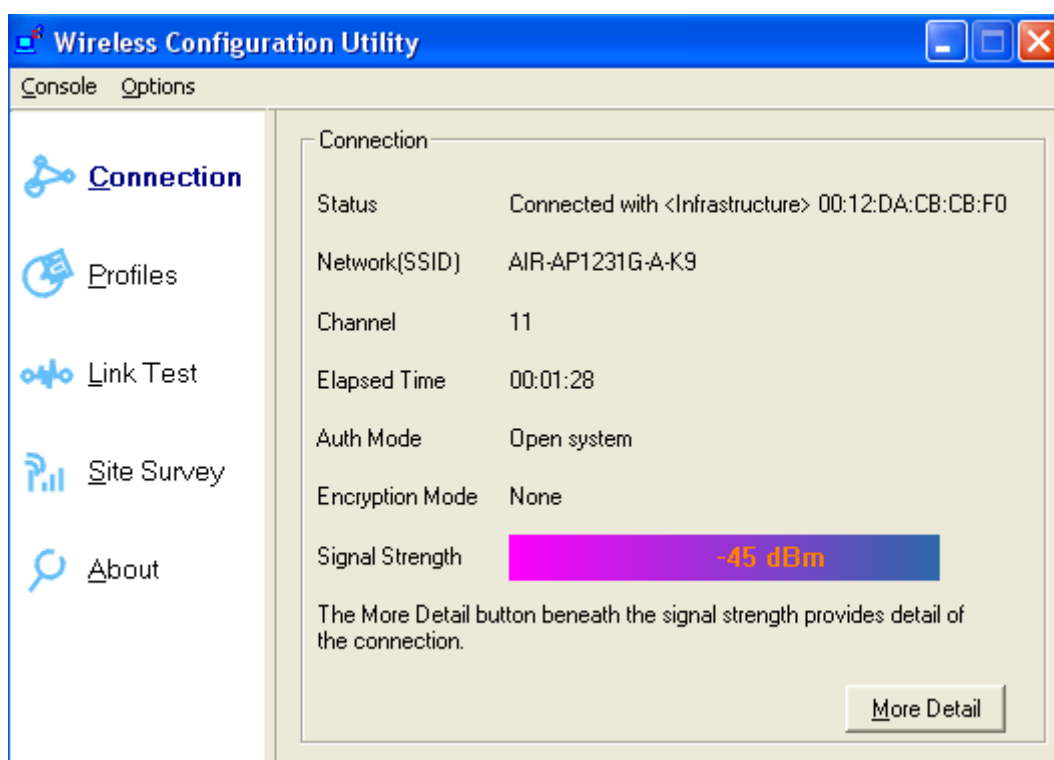 Wireless Configuration Utility
Console Options
Connection
Profiles
Link Test
Site Survey
About
Connection
Status Connected with <Infrastructure> 00:12:DA:CB:CB:F0
Network(SSID) AIR-AP1231G-A-K9
Channel 11
Elapsed Time 00:01:28
Auth Mode Open system
Encryption Mode None
Signal Strength -45 dBm
The More Detail button beneath the signal strength provides detail of
the connection.
More Detail